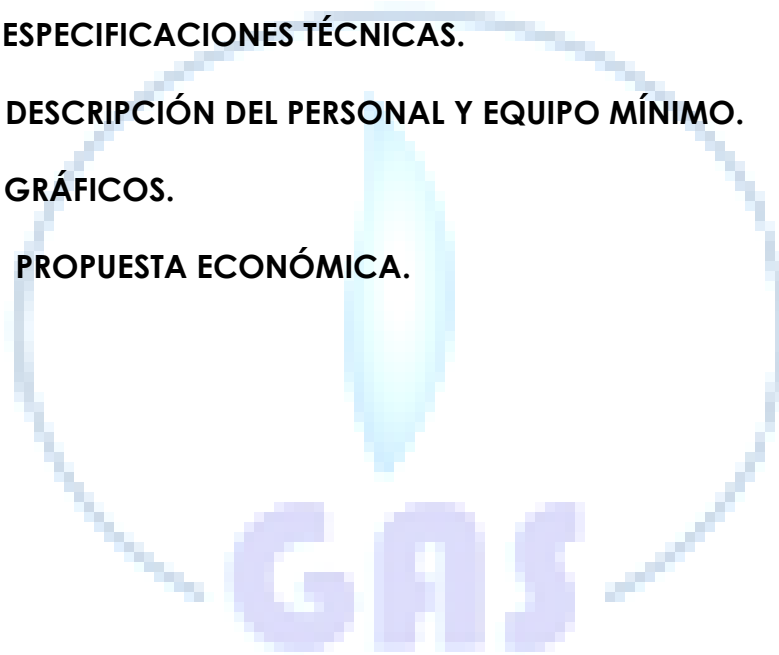 ESPECIFICACIONES TÉCNICAS.
DESCRIPCIÓN DEL PERSONAL Y EQUIPO MÍNIMO.
GRÁFICOS.
PROPUESTA ECONÓMICA.
GAS